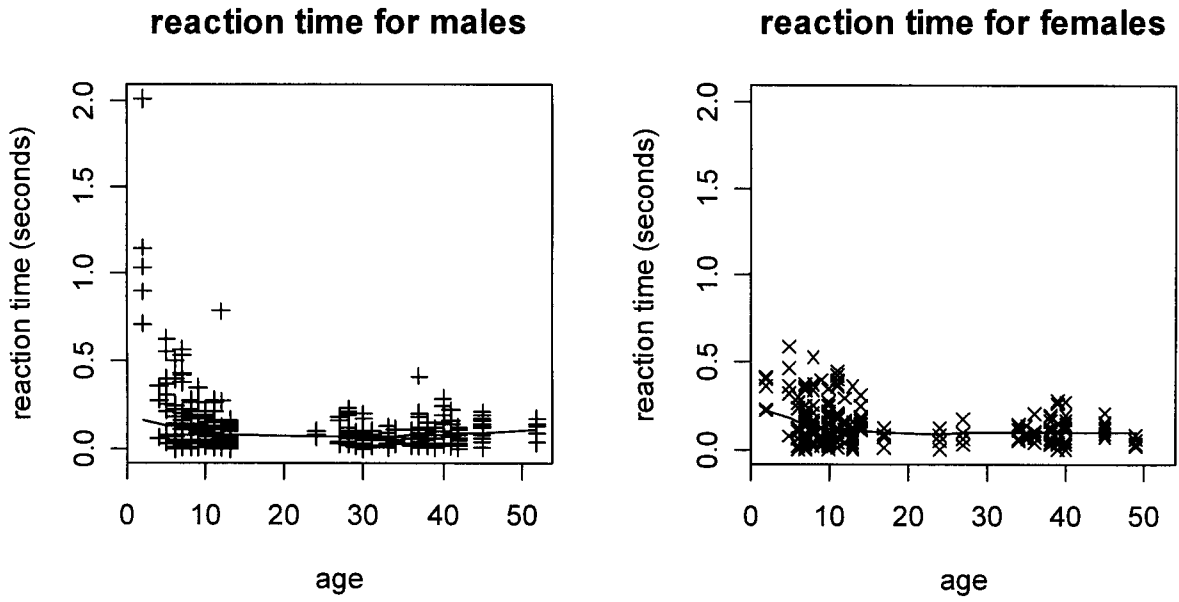 reaction time for males
reaction time (seconds)
2.0
1.5
1.0
0.5
0.0
0 10 20 30 40 50
age
reaction time for females
reaction time (seconds)
2.0
1.5
1.0
0.5
0.0
0 10 20 30 40 50
age